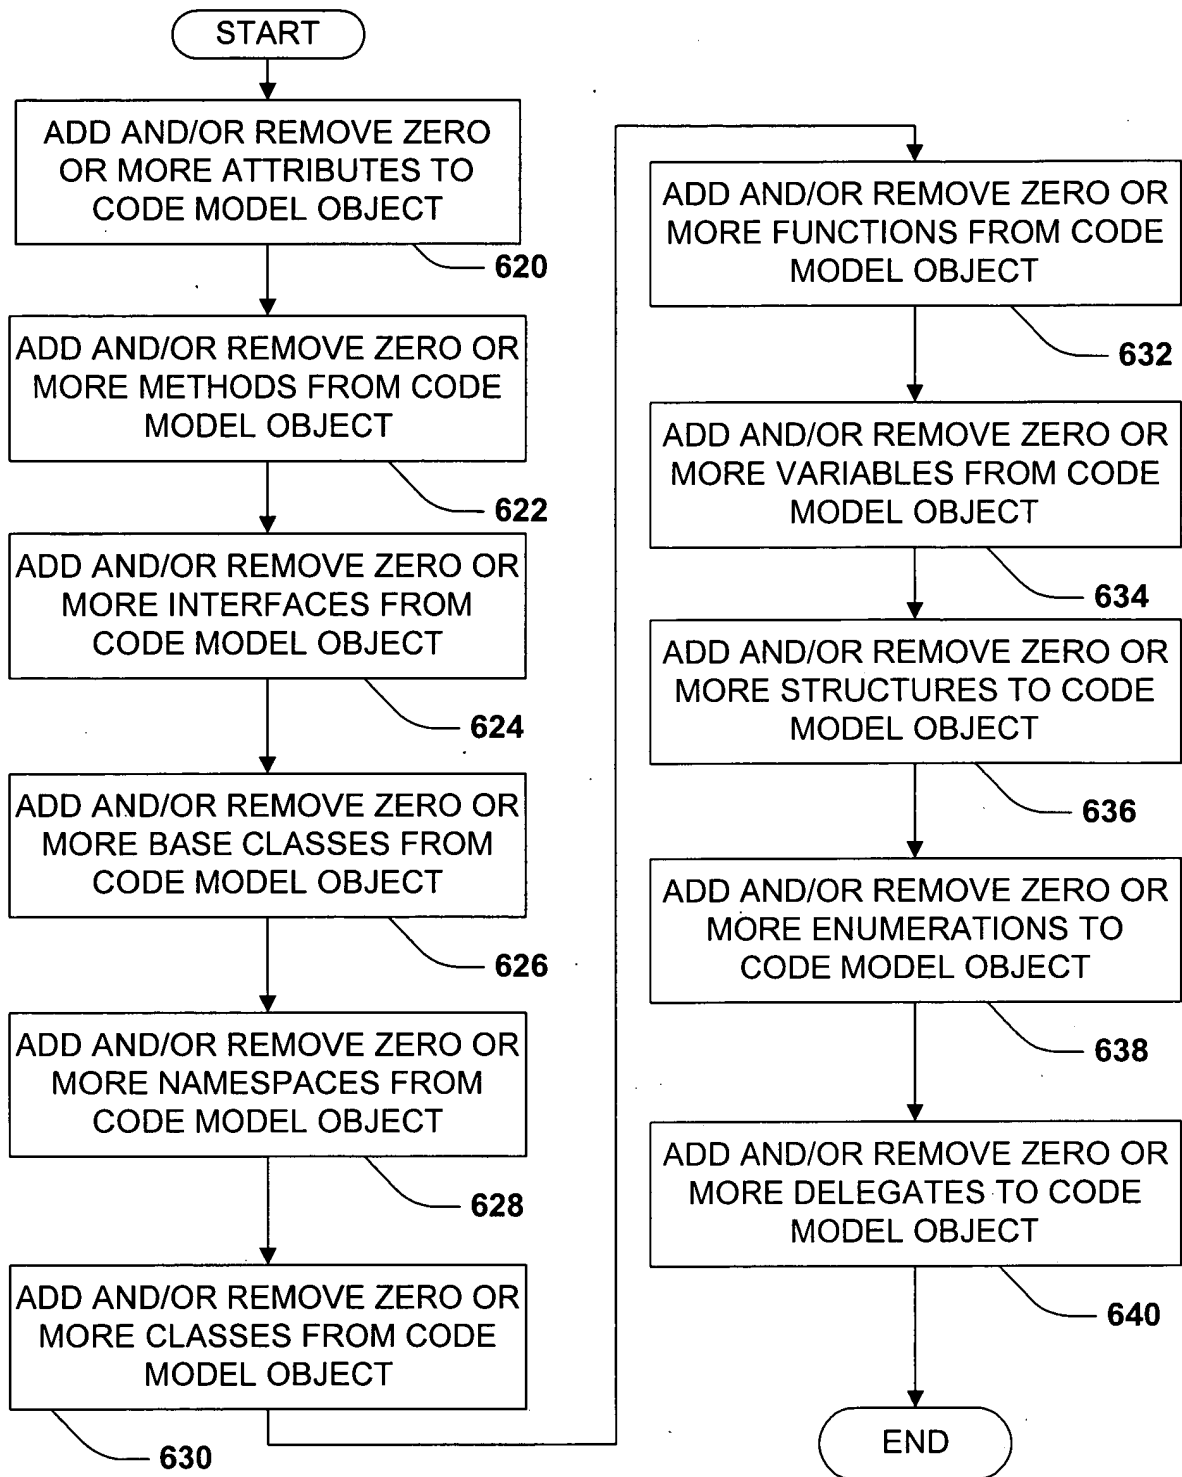 START
ADD AND/OR REMOVE ZERO
OR MORE ATTRIBUTES TO
CODE MODEL OBJECT
620
ADD AND/OR REMOVE ZERO OR
MORE METHODS FROM CODE
MODEL OBJECT
622
ADD AND/OR REMOVE ZERO OR
MORE INTERFACES FROM
CODE MODEL OBJECT
624
ADD AND/OR REMOVE ZERO OR
MORE BASE CLASSES FROM
CODE MODEL OBJECT
626
ADD AND/OR REMOVE ZERO OR
MORE NAMESPACES FROM
CODE MODEL OBJECT
628
ADD AND/OR REMOVE ZERO OR
MORE CLASSES FROM CODE
MODEL OBJECT
630
ADD AND/OR REMOVE ZERO OR
MORE FUNCTIONS FROM CODE
MODEL OBJECT
632
ADD AND/OR REMOVE ZERO OR
MORE VARIABLES FROM CODE
MODEL OBJECT
634
ADD AND/OR REMOVE ZERO OR
MORE STRUCTURES TO CODE
MODEL OBJECT
636
ADD AND/OR REMOVE ZERO OR
MORE ENUMERATIONS TO
CODE MODEL OBJECT
638
ADD AND/OR REMOVE ZERO OR
MORE DELEGATES TO CODE
MODEL OBJECT
640
END